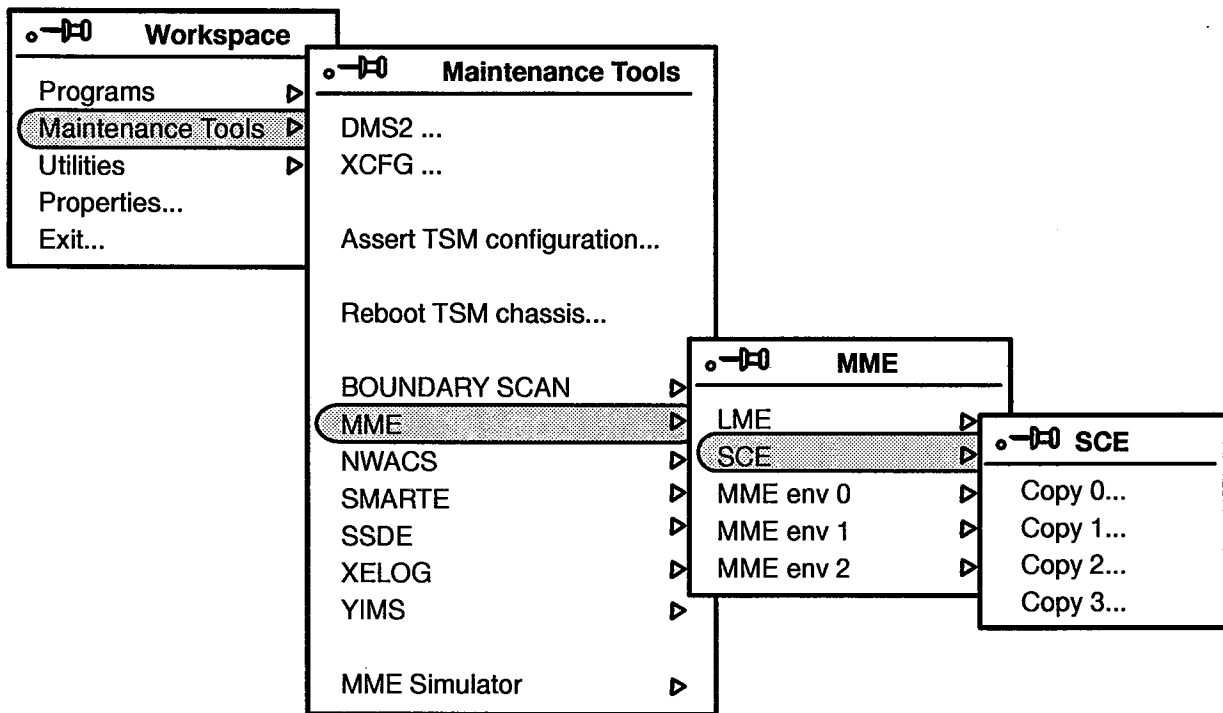 Workspace
Programs
Maintenance Tools
Utilities
Properties...
Exit...
Maintenance Tools
DMS2 ...
XCFG ...
Assert TSM configuration...
Reboot TSM chassis...
BOUNDARY SCAN
MME
NWACS
SMARTE
SSDE
XELOG
YIMS
MME Simulator
MME
LME
SCE
MME env 0
MME env 1
MME env 2
SCE
Copy 0...
Copy 1...
Copy 2...
Copy 3...